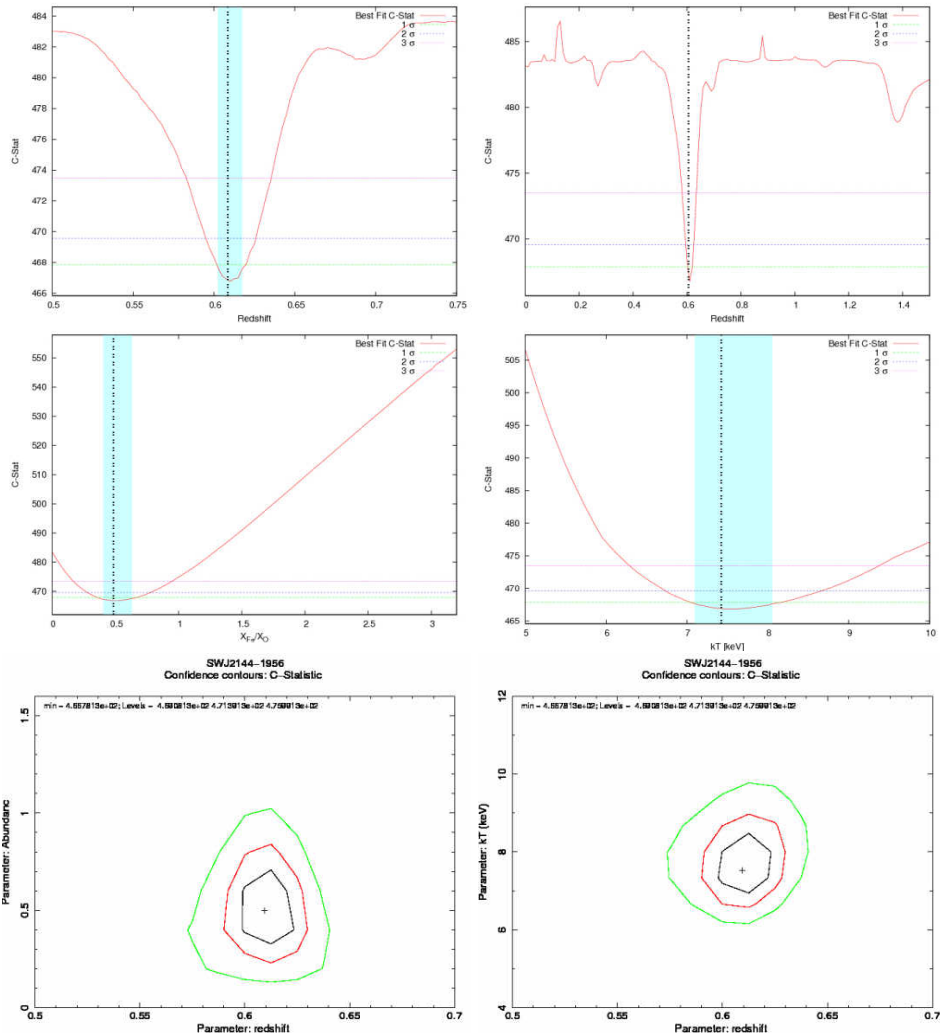 Best Fit C-Stat
1 σ
2 σ
3 σ
484
482
480
478
476
474
472
470
468
466
C-Stat
0.5
0.55
0.6
0.65
0.7
0.75
Redshift
Best Fit C-Stat
1 σ
2 σ
3 σ
485
480
475
470
C-Stat
0
0.2
0.4
0.6
0.8
1
1.2
1.4
Redshift
Best Fit C-Stat
1 σ
2 σ
3 σ
550
540
530
520
510
500
490
480
470
C-Stat
0
0.5
1
1.5
2
2.5
3
X_Fe/X_O
Best Fit C-Stat
1 σ
2 σ
3 σ
505
500
495
490
485
480
475
470
465
C-Stat
5
6
7
8
9
10
kT [keV]
SWJ2144-1956
Confidence contours: C-Statistic
min = ; Levels =
1.5
1
0.5
0
Parameter: Abundanc
0.5
0.55
0.6
0.65
0.7
Parameter: redshift
SWJ2144-1956
Confidence contours: C-Statistic
min = ; Levels =
12
10
8
6
4
Parameter: kT [keV]
0.5
0.55
0.6
0.65
0.7
Parameter: redshift